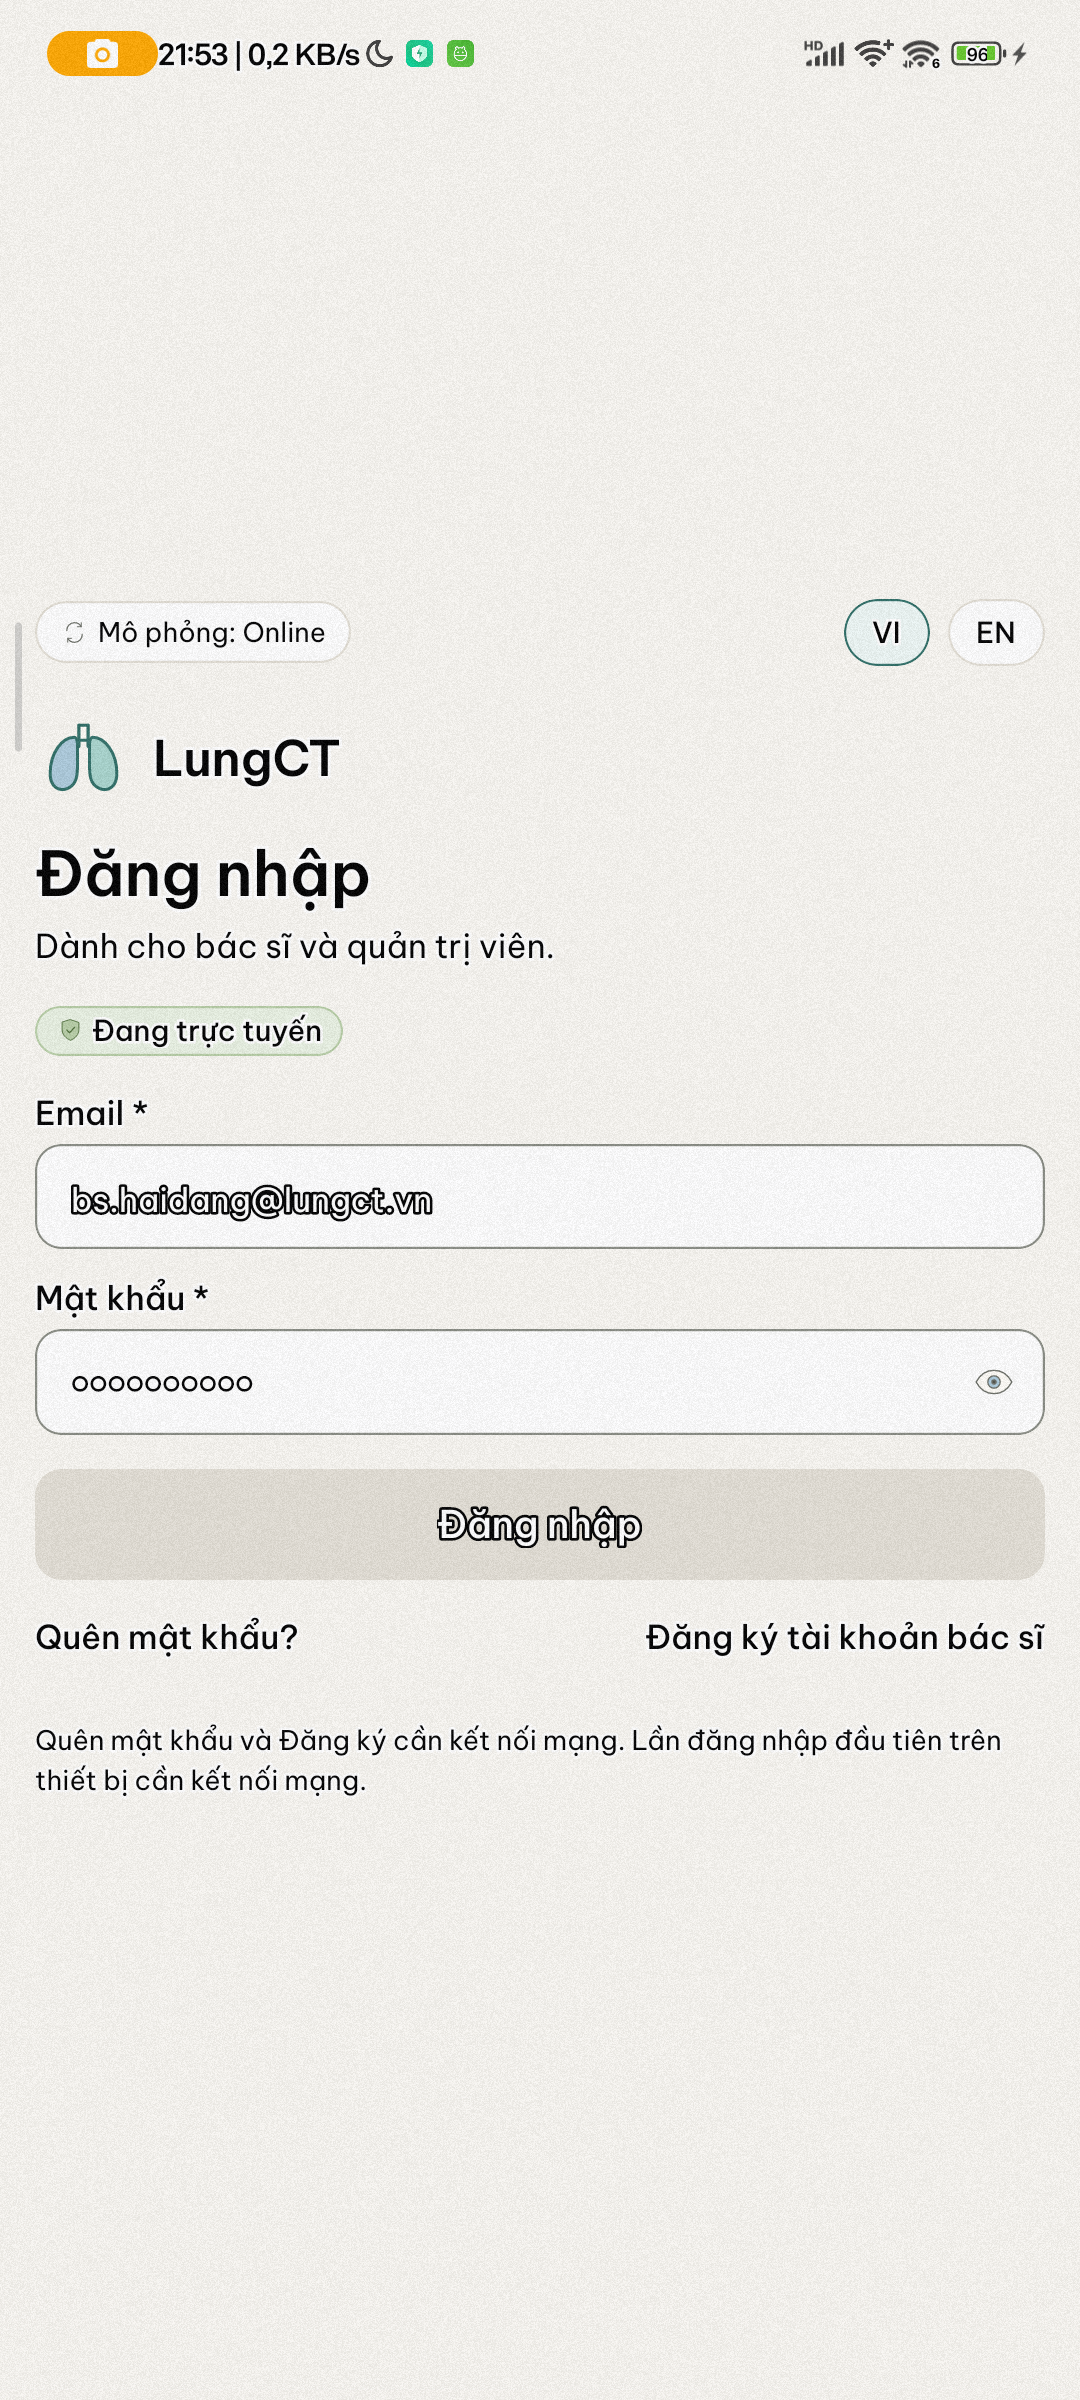 21:53 | 0,2 KB/s
HD
6
96
Mô phỏng: Online
VI
EN
LungCT
Đăng nhập
Dành cho bác sĩ và quản trị viên.
Đang trực tuyến
Email *
bs.haidang@lungct.vn
Mật khẩu *
Đăng nhập
Quên mật khẩu?
Đăng ký tài khoản bác sĩ
Quên mật khẩu và Đăng ký cần kết nối mạng. Lần đăng nhập đầu tiên trên
thiết bị cần kết nối mạng.